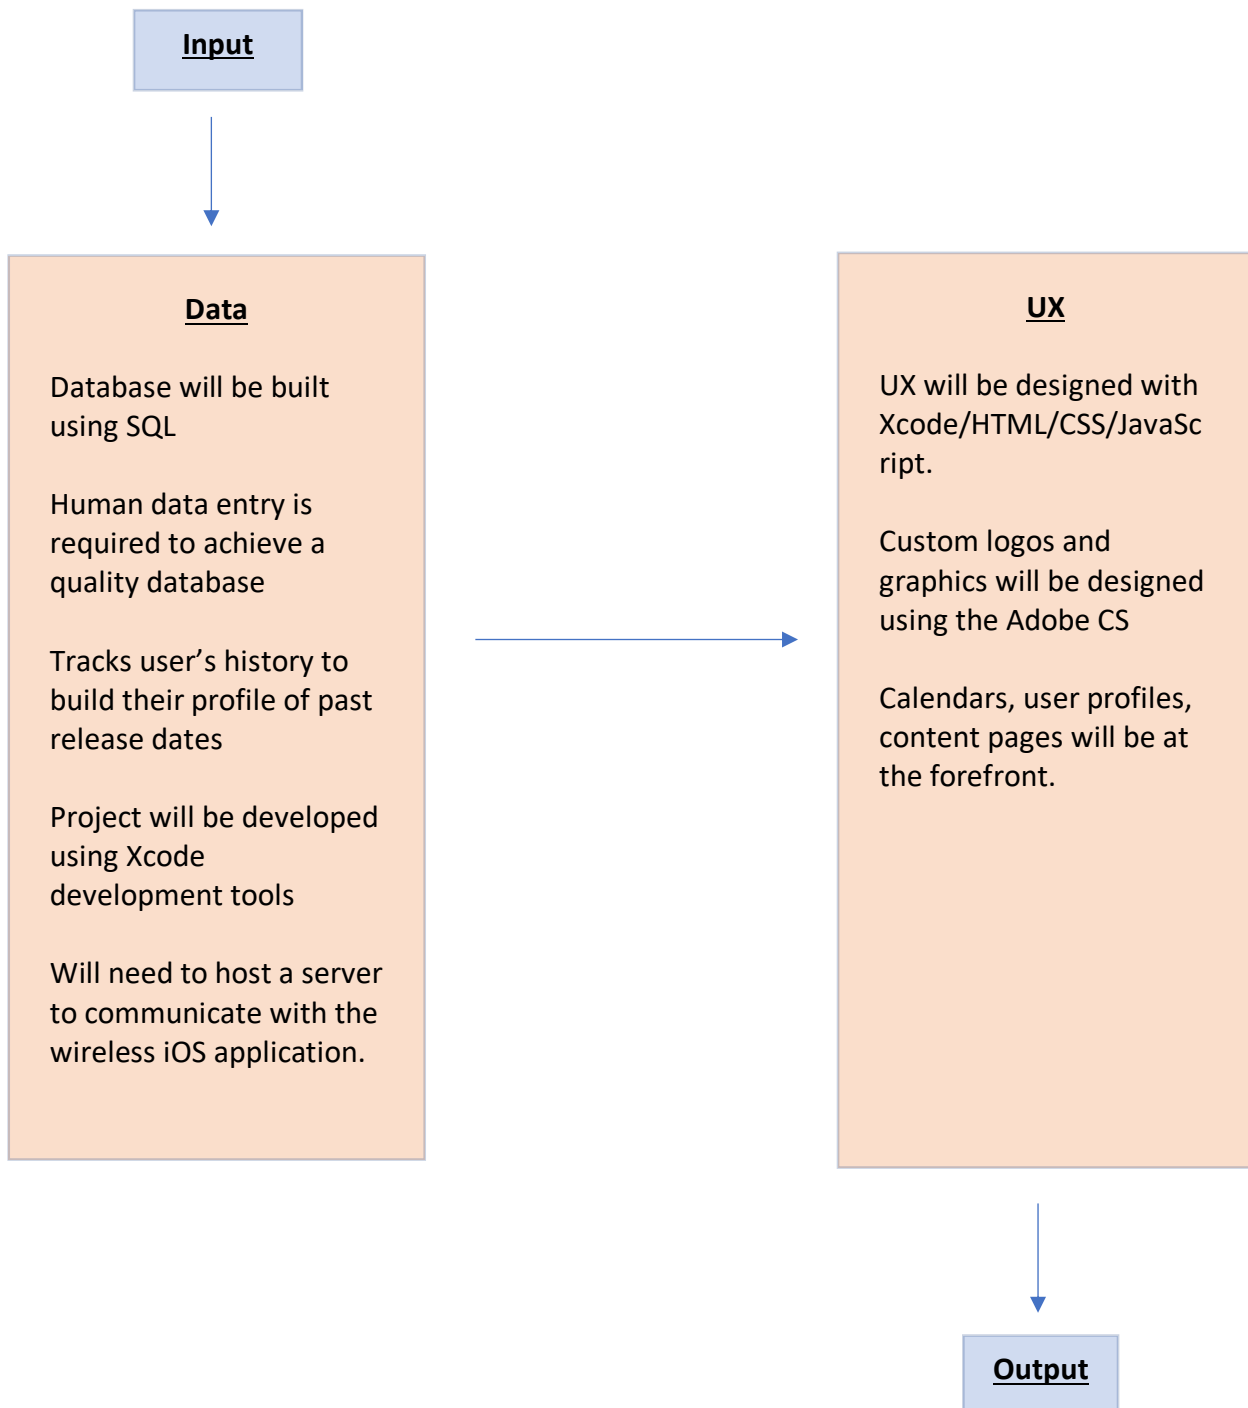 Input
Data
Database will be built
using SQL
Human data entry is
required to achieve a
quality database
Tracks user’s history to
build their profile of past
release dates
Project will be developed
using Xcode
development tools
Will need to host a server
to communicate with the
wireless iOS application.
UX
UX will be designed with
Xcode/HTML/CSS/JavaSc
ript.
Custom logos and
graphics will be designed
using the Adobe CS
Calendars, user profiles,
content pages will be at
the forefront.
Output